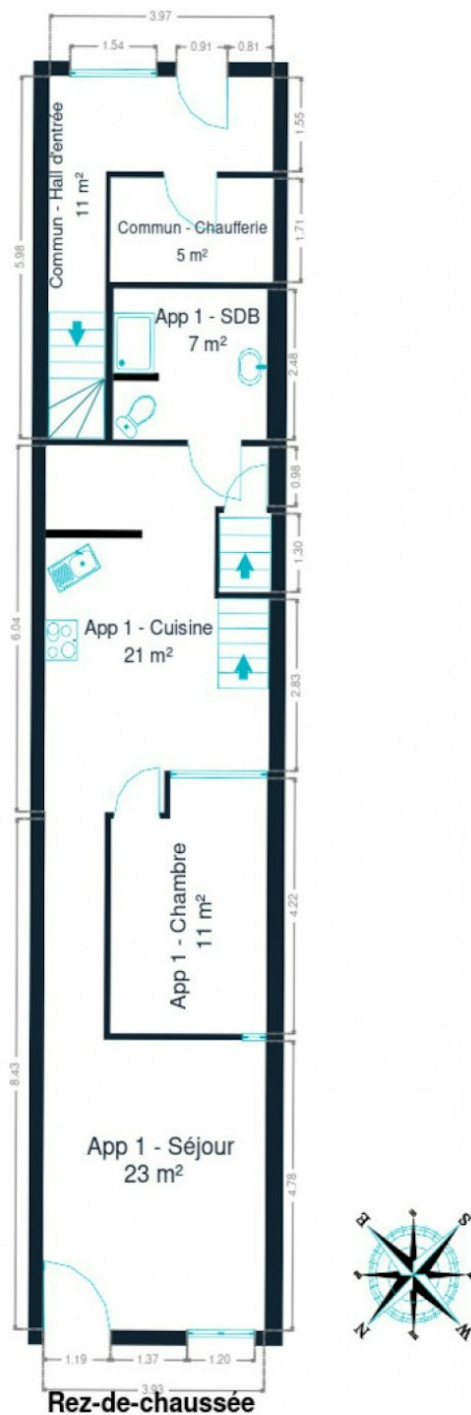 3.97
1.54
0.91
0.81
1.55
5.98
Commun - Hall d'entrée
11 m²
Commun - Chaufferie
5 m²
1.71
App 1 - SDB
7 m²
2.48
0.98
1.30
6.04
App 1 - Cuisine
21 m²
2.83
App 1 - Chambre
11 m²
4.22
8.43
App 1 - Séjour
23 m²
4.78
E
S
N
W
1.19
1.37
1.20
3.93
Rez-de-chaussée